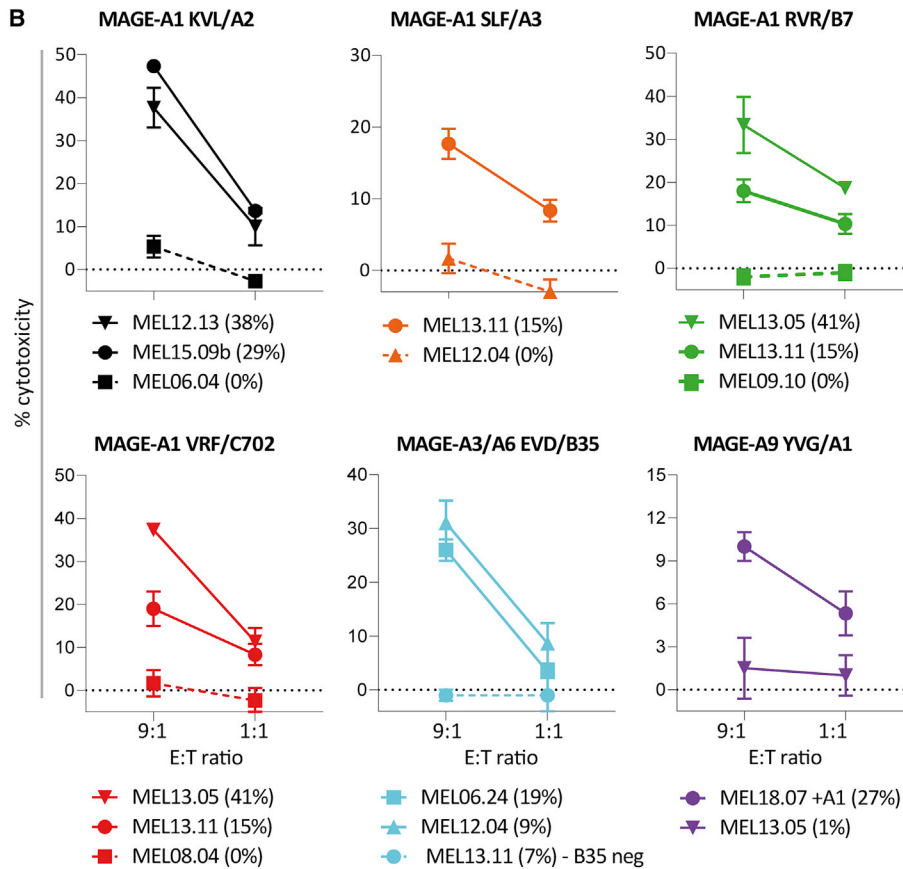 B
MAGE-A1 KVL/A2
MAGE-A1 SLF/A3
MAGE-A1 RVR/B7
% cytotoxicity
50
40
30
20
10
0
30
20
10
0
50
40
30
20
10
0
MEL12.13 (38%)
MEL15.09b (29%)
MEL06.04 (0%)
MEL13.11 (15%)
MEL12.04 (0%)
MEL13.05 (41%)
MEL13.11 (15%)
MEL09.10 (0%)
MAGE-A1 VRF/C702
MAGE-A3/A6 EVD/B35
MAGE-A9 YVG/A1
50
40
30
20
10
0
40
30
20
10
0
15
12
9
6
3
0
9:1 1:1
E:T ratio
9:1 1:1
E:T ratio
9:1 1:1
E:T ratio
MEL13.05 (41%)
MEL13.11 (15%)
MEL08.04 (0%)
MEL06.24 (19%)
MEL12.04 (9%)
MEL13.11 (7%) - B35 neg
MEL18.07 +A1 (27%)
MEL13.05 (1%)